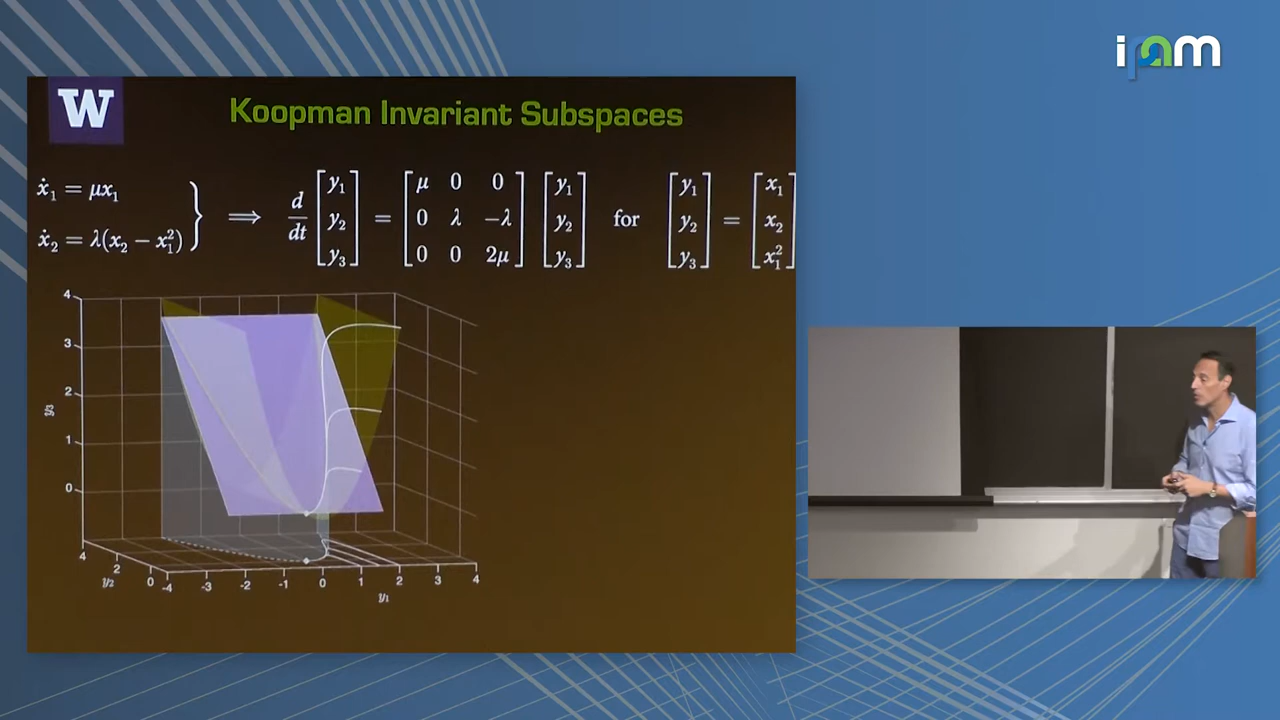 ipam
W
Koopman Invariant Subspaces
ẋ₁ = μx₁
ẋ₂ = λ(x₂ − x₁²)
} ⟹ d/dt [y₁ y₂ y₃] = [μ 0 0; 0 λ −λ; 0 0 2μ] [y₁ y₂ y₃] for [y₁ y₂ y₃] = [x₁ x₂ x₁²]
4
3
2
1
0
y₃
4 2 0
y₂
-4 -3 -2 -1 0 1 2 3 4
y₁